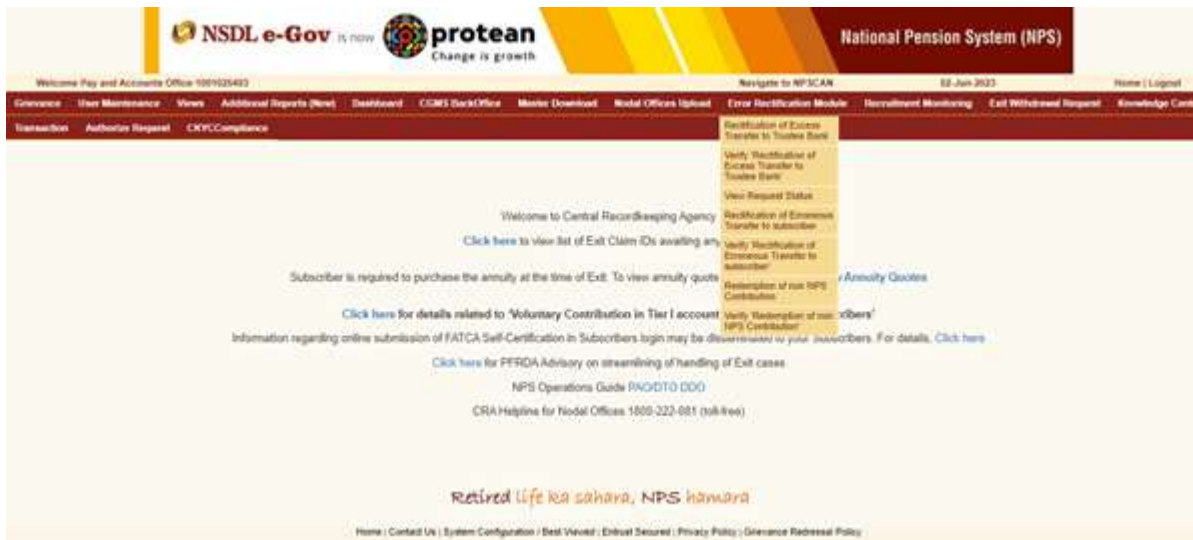 NSDL e-Gov is now protean
Change is growth
National Pension System (NPS)
Welcome Pay and Accounts Office 1001025403 Navigate to NPSCAN 02-Jun-2023 Home | Logout
Grievance User Maintenance Views Additional Reports (New) Dashboard CGMS BackOffice Master Download Nodal Offices Upload Error Rectification Module Recruitment Monitoring Exit Withdrawal Request Knowledge Cent
Transaction Authorize Request CKYCCompliance
Rectification of Excess
Transfer to Trustee Bank
Verify 'Rectification of
Excess Transfer to
Trustee Bank'
View Request Status
Rectification of Erroneous
Transfer to subscriber
Verify 'Rectification of
Erroneous Transfer to
subscriber'
Redemption of non NPS
Contribution
Verify 'Redemption of non
NPS Contribution'
Welcome to Central Recordkeeping Agency
Click here to view list of Exit Claim IDs awaiting any
Subscriber is required to purchase the annuity at the time of Exit. To view annuity quote Annuity Quotes
Click here for details related to 'Voluntary Contribution in Tier I account cribers'
Information regarding online submission of FATCA Self-Certification in Subscribers login may be disseminated to your Subscribers. For details, Click here
Click here for PFRDA Advisory on streamlining of handling of Exit cases
NPS Operations Guide PAO/DTO DDO
CRA Helpline for Nodal Offices 1800-222-081 (toll-free)
Retired life ka sahara, NPS hamara
Home | Contact Us | System Configuration / Best Viewed | Entrust Secured | Privacy Policy | Grievance Redressal Policy